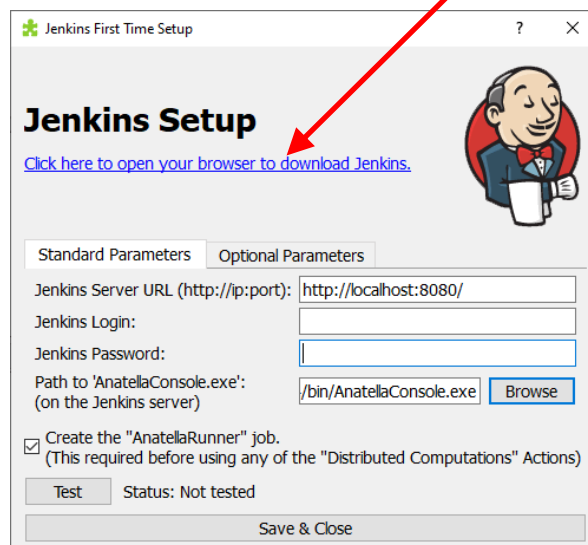 Jenkins First Time Setup
?
Jenkins Setup
Click here to open your browser to download Jenkins.
Standard Parameters
Optional Parameters
Jenkins Server URL (http://ip:port):
http://localhost:8080/
Jenkins Login:
Jenkins Password:
Path to 'AnatellaConsole.exe':
(on the Jenkins server)
/bin/AnatellaConsole.exe
Browse
Create the "AnatellaRunner" job.
(This required before using any of the "Distributed Computations" Actions)
Test
Status: Not tested
Save & Close